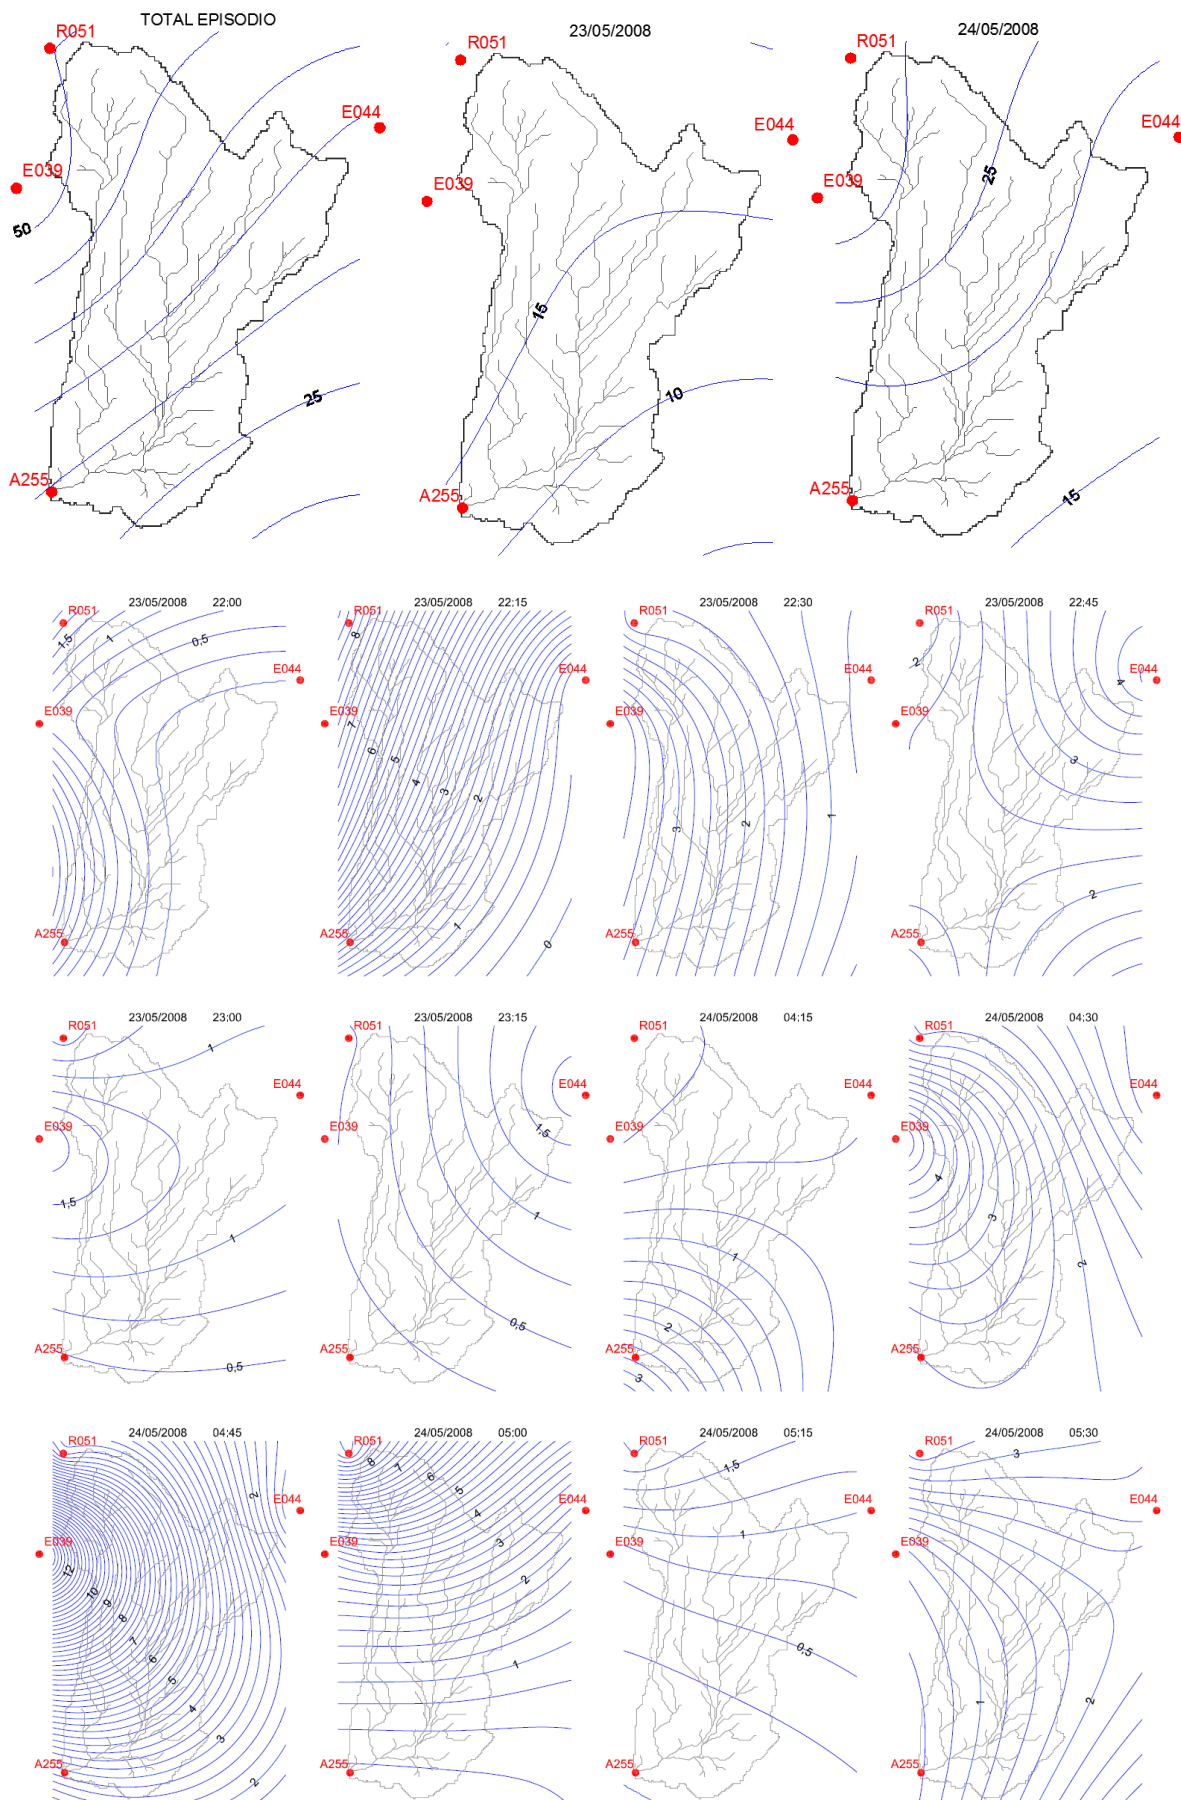 TOTAL EPISODIO
R051
E044
E039
50
25
A255
23/05/2008
R051
E044
E039
15
10
A255
24/05/2008
R051
E044
E039
25
15
A255
23/05/2008 22:00
R051
1,5
1
0,5
E044
E039
A255
23/05/2008 22:15
R051
8
E044
E039
7
6
5
4
3
2
1
0
A255
23/05/2008 22:30
R051
E044
E039
3
2
1
A255
23/05/2008 22:45
R051
2
E044
4
E039
3
2
A255
23/05/2008 23:00
R051
1
E044
E039
1,5
1
A255
0,5
23/05/2008 23:15
R051
E044
1,5
E039
1
0,5
A255
24/05/2008 04:15
R051
E044
E039
1
2
A255
3
24/05/2008 04:30
R051
E044
E039
4
3
2
A255
24/05/2008 04:45
R051
2
E044
E039
12
10
9
8
7
6
5
4
3
A255
2
24/05/2008 05:00
R051
8
7
6
5
E044
4
3
E039
2
1
A255
24/05/2008 05:15
R051
1,5
E044
1
E039
0,5
A255
24/05/2008 05:30
R051
3
E044
E039
1
2
A255